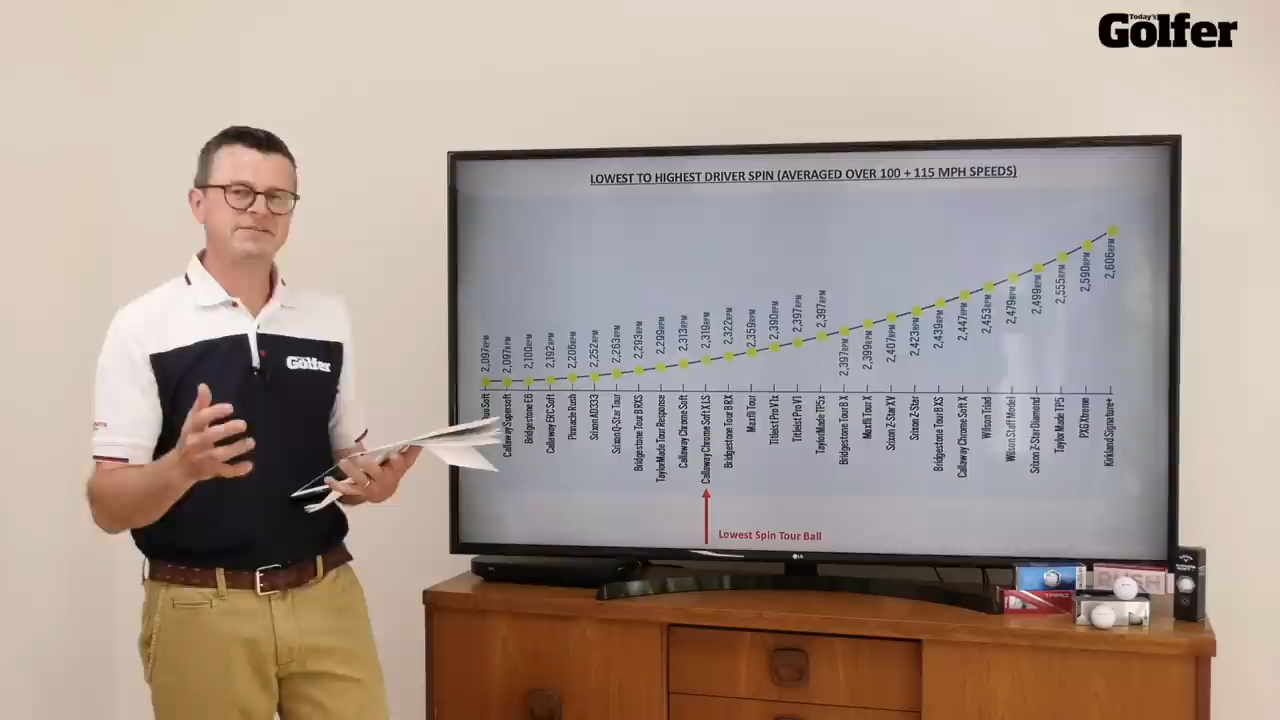 Today's
Golfer
LOWEST TO HIGHEST DRIVER SPIN (AVERAGED OVER 100 + 115 MPH SPEEDS)
2,097RPM
2,097RPM
2,100RPM
2,192RPM
2,206RPM
2,252RPM
2,263RPM
2,293RPM
2,299RPM
2,313RPM
2,319RPM
2,322RPM
2,359RPM
2,390RPM
2,397RPM
2,397RPM
2,397RPM
2,399RPM
2,407RPM
2,423RPM
2,439RPM
2,447RPM
2,453RPM
2,479RPM
2,499RPM
2,555RPM
2,590RPM
2,606RPM
Soft
Callaway Supersoft
Bridgestone E6
Callaway ERC Soft
Pinnacle Rush
Srixon AD333
Srixon Q-Star Tour
Bridgestone Tour B RXS
TaylorMade Tour Response
Callaway Chrome Soft
Callaway Chrome Soft X LS
Bridgestone Tour B RX
Maxfli Tour
Titleist Pro V1x
Titleist Pro V1
TaylorMade TP5x
Bridgestone Tour B X
Maxfli Tour X
Srixon Z-Star XV
Srixon Z-Star
Bridgestone Tour B XS
Callaway Chrome Soft X
Wilson Triad
Wilson Staff Model
Srixon Z-Star Diamond
TaylorMade TP5
PXG Xtreme
Kirkland Signature+
Lowest Spin Tour Ball
LG
Golfer
RUSH
TRIAD